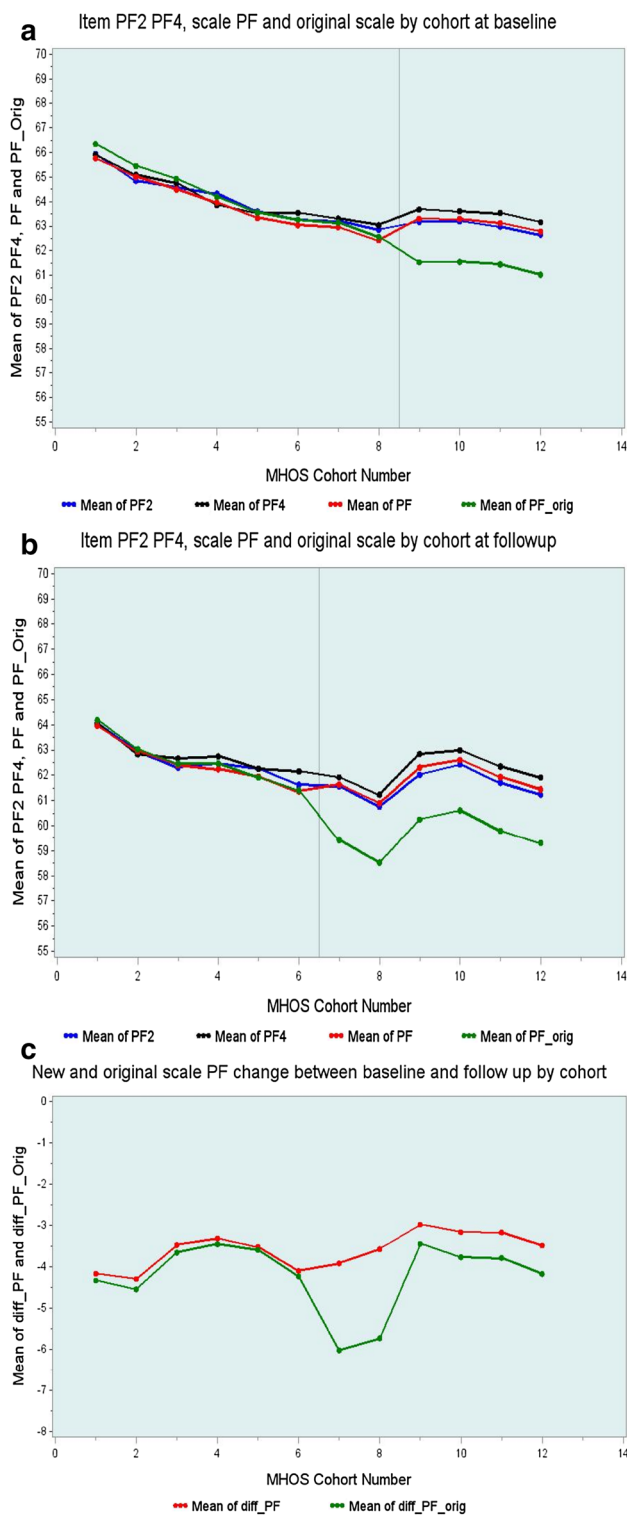 a
Item PF2 PF4, scale PF and original scale by cohort at baseline
Mean of PF2 PF4, PF and PF_Orig
70
69
68
67
66
65
64
63
62
61
60
59
58
57
56
55
0 2 4 6 8 10 12 14
MHOS Cohort Number
Mean of PF2 Mean of PF4 Mean of PF Mean of PF_orig
b
Item PF2 PF4, scale PF and original scale by cohort at followup
Mean of PF2 PF4, PF and PF_Orig
70
69
68
67
66
65
64
63
62
61
60
59
58
57
56
55
0 2 4 6 8 10 12 14
MHOS Cohort Number
Mean of PF2 Mean of PF4 Mean of PF Mean of PF_orig
c
New and original scale PF change between baseline and follow up by cohort
Mean of diff_PF and diff_PF_Orig
0
-1
-2
-3
-4
-5
-6
-7
-8
0 2 4 6 8 10 12 14
MHOS Cohort Number
Mean of diff_PF Mean of diff_PF_orig